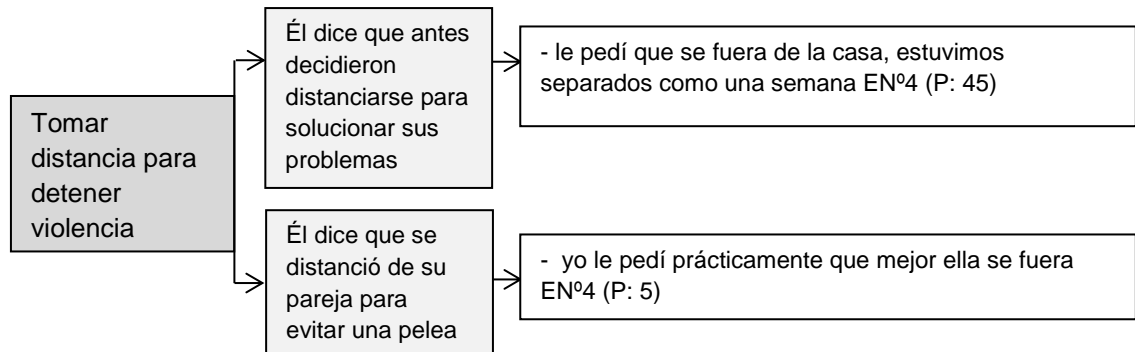 Tomar
distancia para
detener
violencia
Él dice que antes
decidieron
distanciarse para
solucionar sus
problemas
- le pedí que se fuera de la casa, estuvimos
separados como una semana ENº4 (P: 45)
Él dice que se
distanció de su
pareja para
evitar una pelea
- yo le pedí prácticamente que mejor ella se fuera
ENº4 (P: 5)